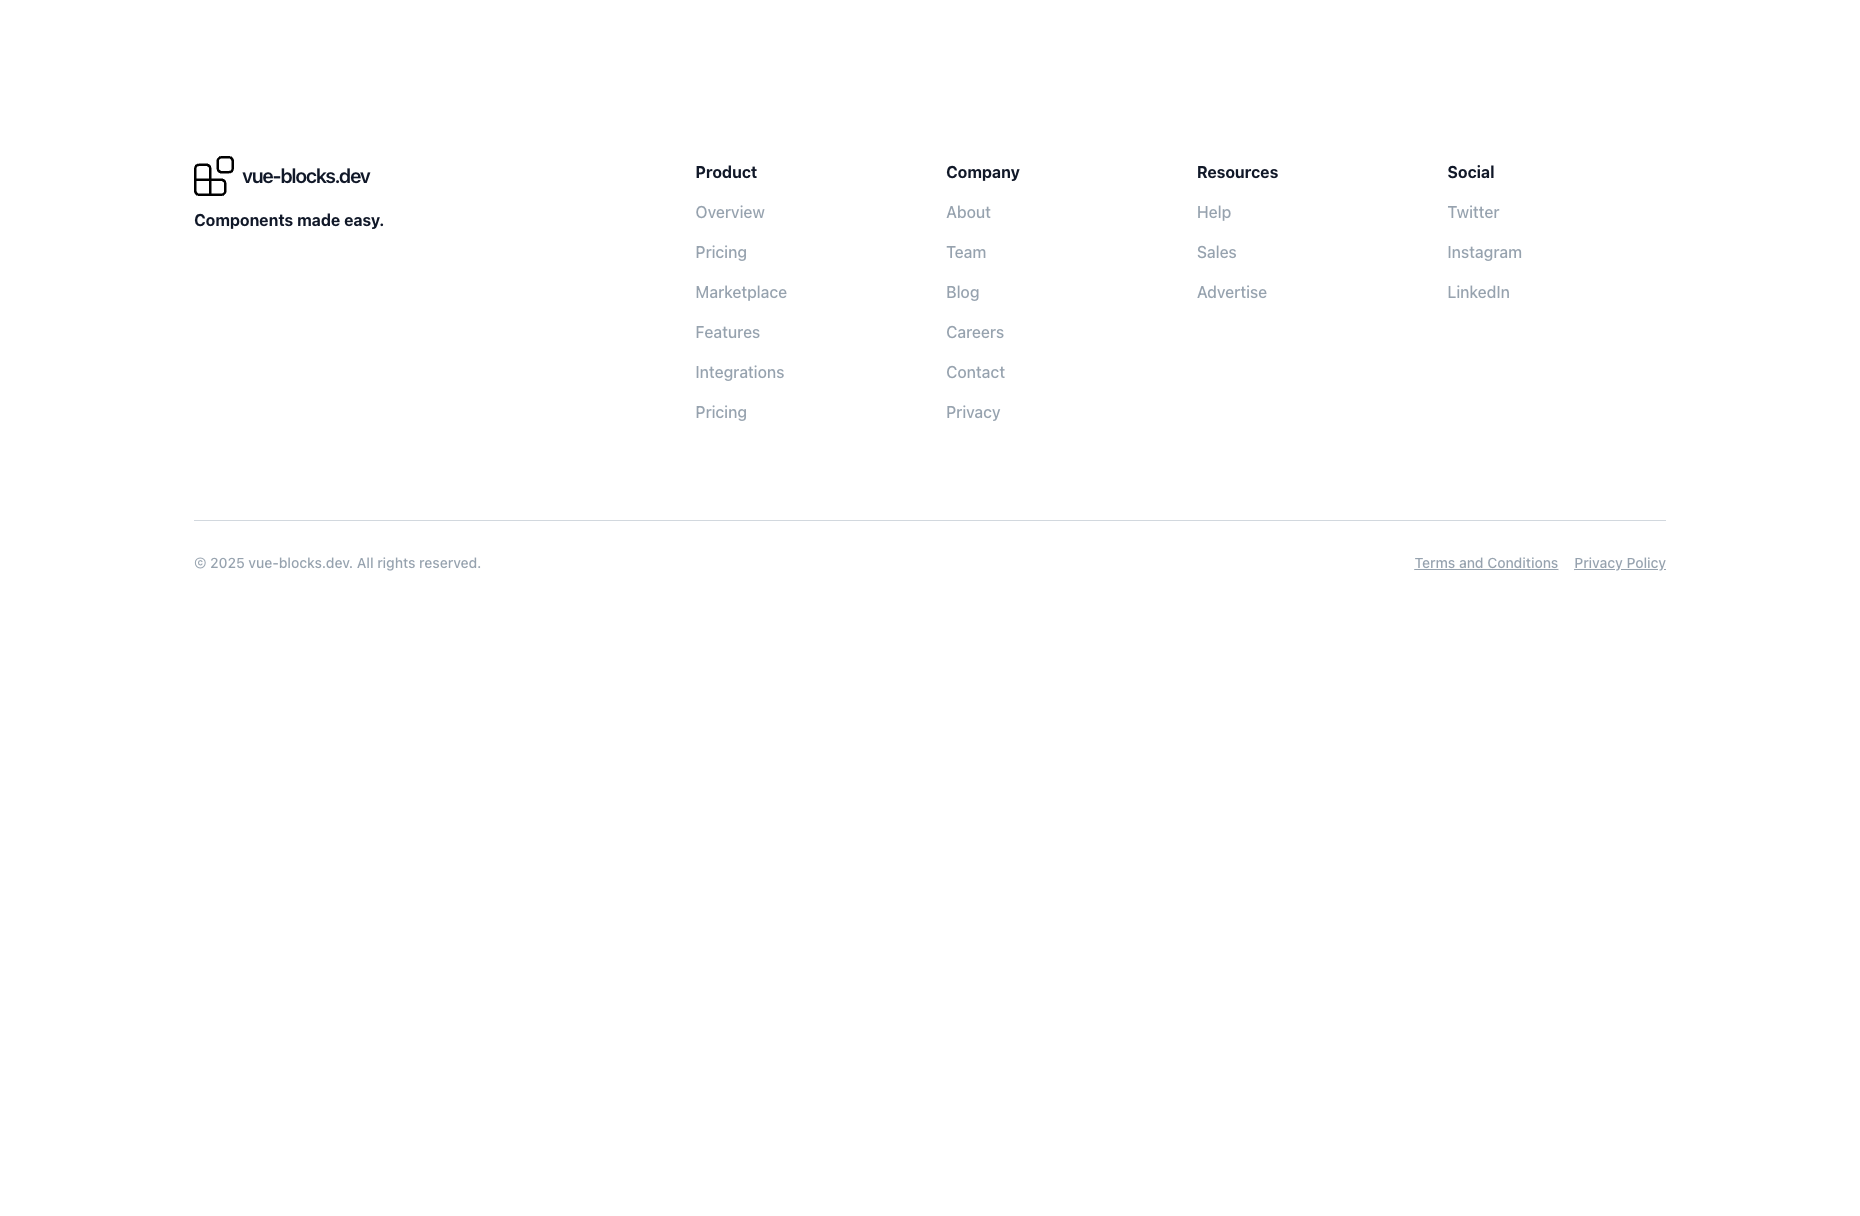 vue-blocks.dev
Components made easy.
Product
Overview
Pricing
Marketplace
Features
Integrations
Pricing
Company
About
Team
Blog
Careers
Contact
Privacy
Resources
Help
Sales
Advertise
Social
Twitter
Instagram
LinkedIn
© 2025 vue-blocks.dev. All rights reserved.
Terms and Conditions Privacy Policy